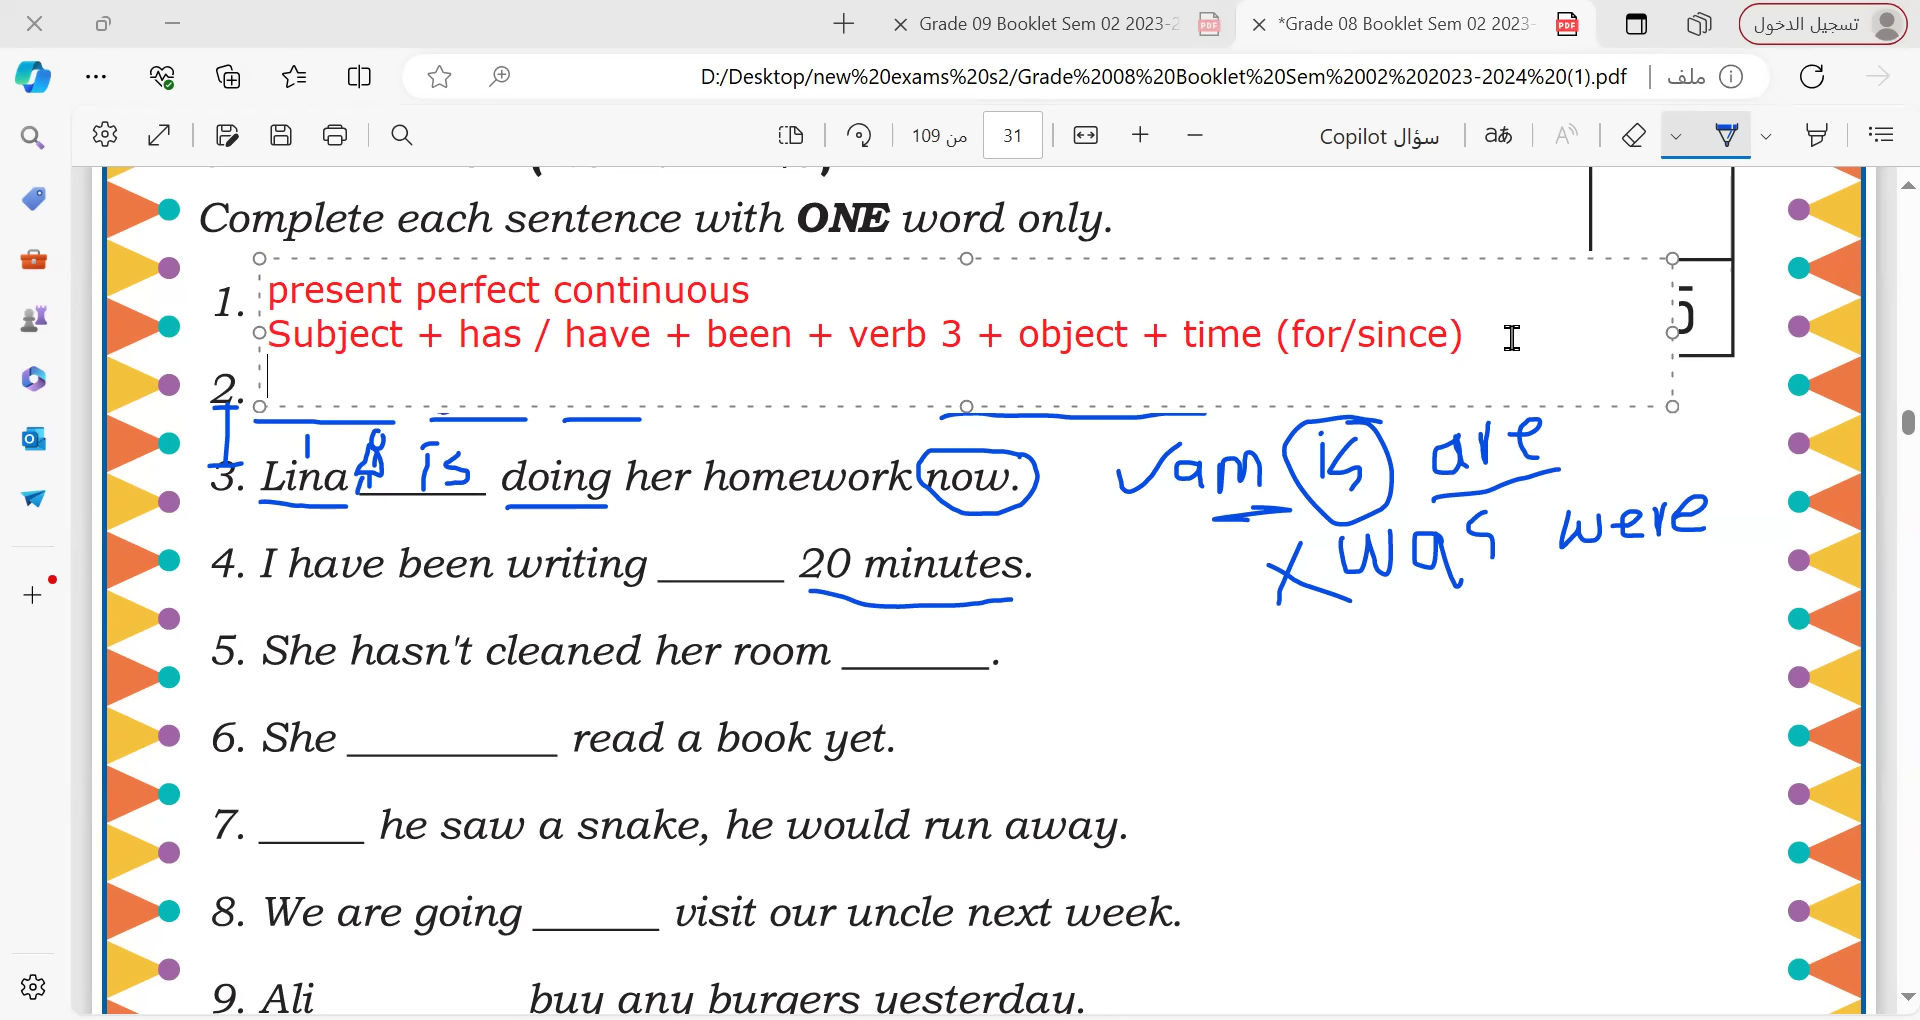 Grade 09 Booklet Sem 02 2023-2
*Grade 08 Booklet Sem 02 2023-
تسجيل الدخول
D:/Desktop/new%20exams%20s2/Grade%2008%20Booklet%20Sem%2002%202023-2024%20(1).pdf
ملف
109 من
31
سؤال Copilot
Complete each sentence with ONE word only.
1. present perfect continuous
Subject + has / have + been + verb 3 + object + time (for/since)
5
2.
3. Lina ______ is doing her homework now.
am is are
was were
4. I have been writing ______ 20 minutes.
5. She hasn't cleaned her room _______.
6. She __________ read a book yet.
7. _____ he saw a snake, he would run away.
8. We are going ______ visit our uncle next week.
9. Ali buy any burgers yesterday.